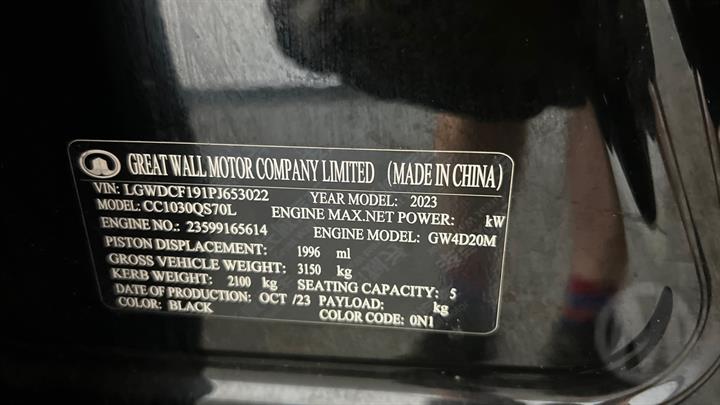 GREAT WALL MOTOR COMPANY LIMITED (MADE IN CHINA)
VIN: LGWDCF191PJ653022 YEAR MODEL: 2023
MODEL: CC1030QS70L ENGINE MAX.NET POWER: kW
ENGINE NO.: 23599165614 ENGINE MODEL: GW4D20M
PISTON DISPLACEMENT: 1996 ml
GROSS VEHICLE WEIGHT: 3150 kg
KERB WEIGHT: 2100 kg SEATING CAPACITY: 5
DATE OF PRODUCTION: OCT /23 PAYLOAD: kg
COLOR: BLACK COLOR CODE: 0N1